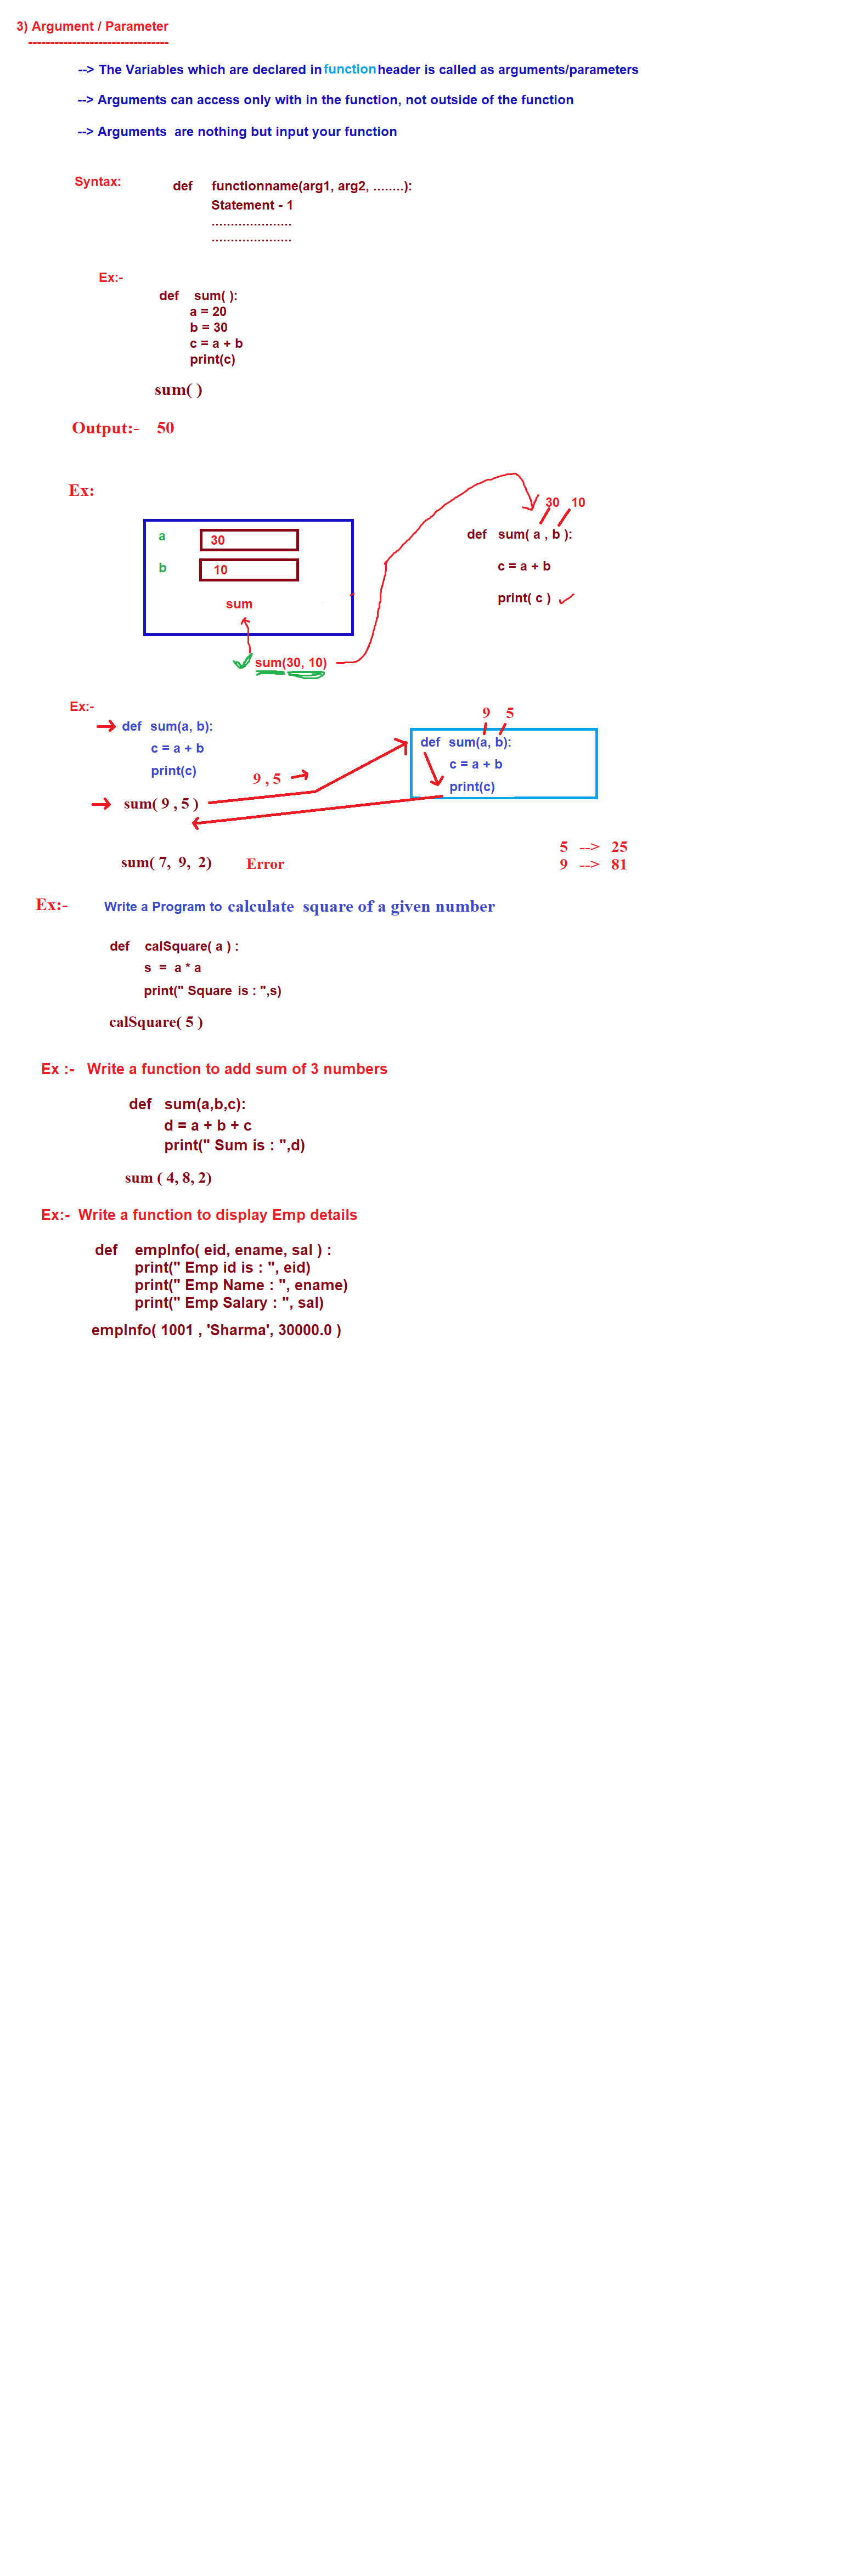 3) Argument / Parameter
--------------------------------
--> The Variables which are declared in function header is called as arguments/parameters
--> Arguments can access only with in the function, not outside of the function
--> Arguments are nothing but input your function
Syntax: def functionname(arg1, arg2, ........):
Statement - 1
.....................
.....................
Ex:-
def sum( ):
a = 20
b = 30
c = a + b
print(c)
sum( )
Output:- 50
Ex:
30 10
def sum( a , b ):
c = a + b
print( c )
a 30
b 10
sum
sum(30, 10)
Ex:-
def sum(a, b):
c = a + b
print(c)
sum( 9 , 5 )
9 , 5
9 5
def sum(a, b):
c = a + b
print(c)
sum( 7, 9, 2) Error
5 --> 25
9 --> 81
Ex:- Write a Program to calculate square of a given number
def calSquare( a ) :
s = a * a
print(" Square is : ",s)
calSquare( 5 )
Ex :- Write a function to add sum of 3 numbers
def sum(a,b,c):
d = a + b + c
print(" Sum is : ",d)
sum ( 4, 8, 2)
Ex:- Write a function to display Emp details
def empInfo( eid, ename, sal ) :
print(" Emp id is : ", eid)
print(" Emp Name : ", ename)
print(" Emp Salary : ", sal)
empInfo( 1001 , 'Sharma', 30000.0 )